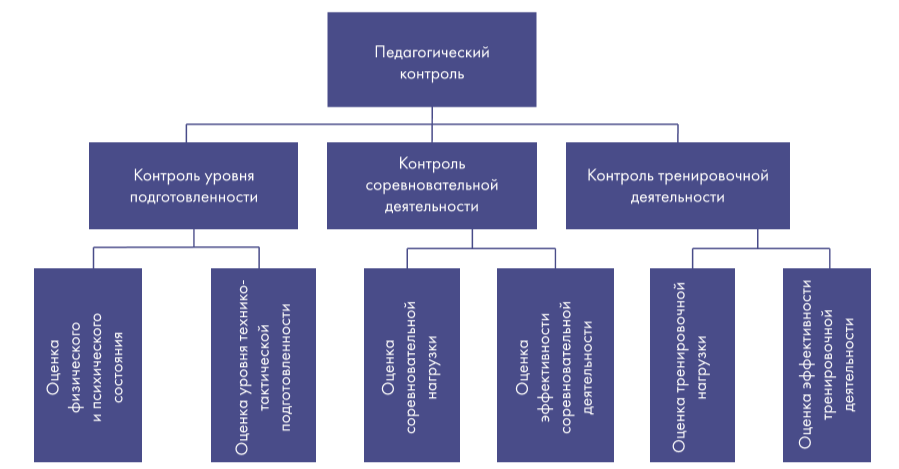 Педагогический
контроль
Контроль уровня
подготовленности
Контроль
соревновательной
деятельности
Контроль тренировочной
деятельности
Оценка
физического
и психического
состояния
Оценка уровня технико-
тактической
подготовленности
Оценка
соревновательной
нагрузки
Оценка
эффективности
соревновательной
деятельности
Оценка тренировочной
нагрузки
Оценка эффективности
тренировочной
деятельности